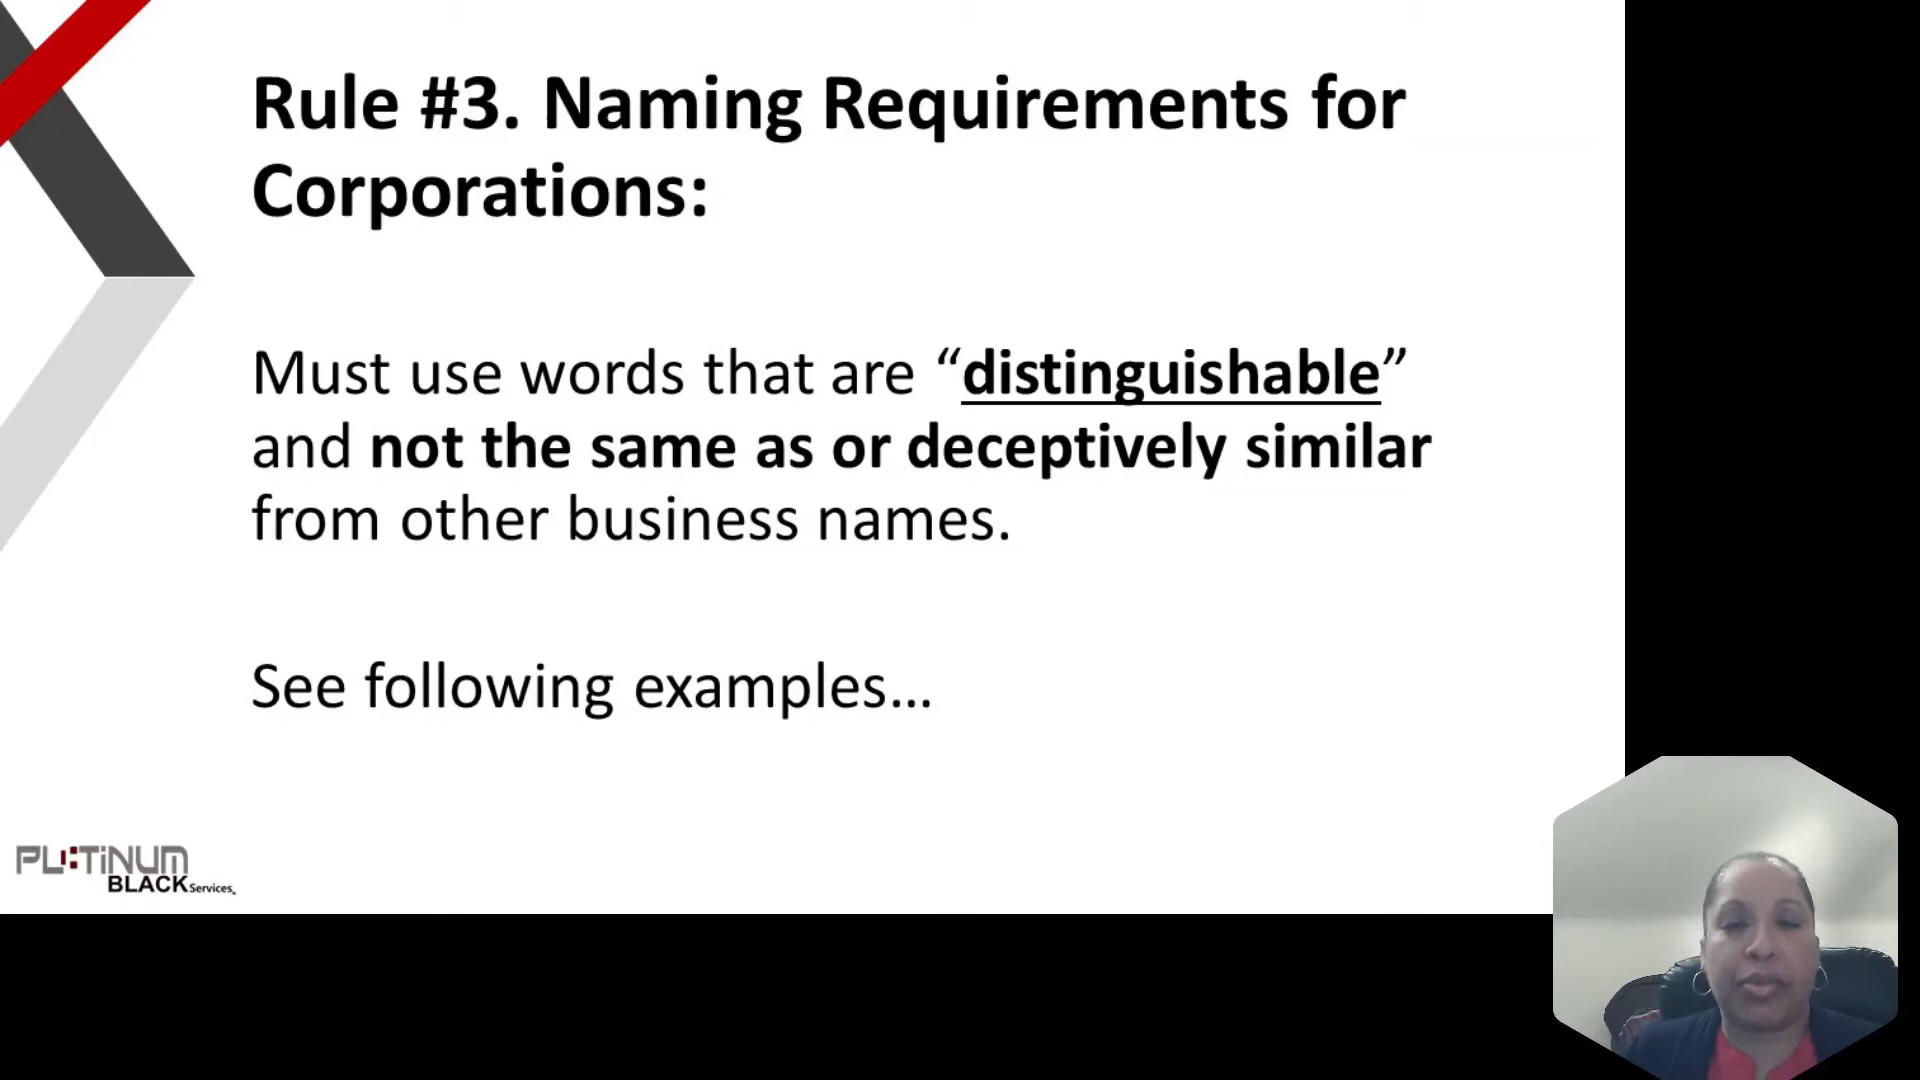 Rule #3. Naming Requirements for
Corporations:
Must use words that are “distinguishable”
and not the same as or deceptively similar
from other business names.
See following examples...
PLATINUM
BLACK Services